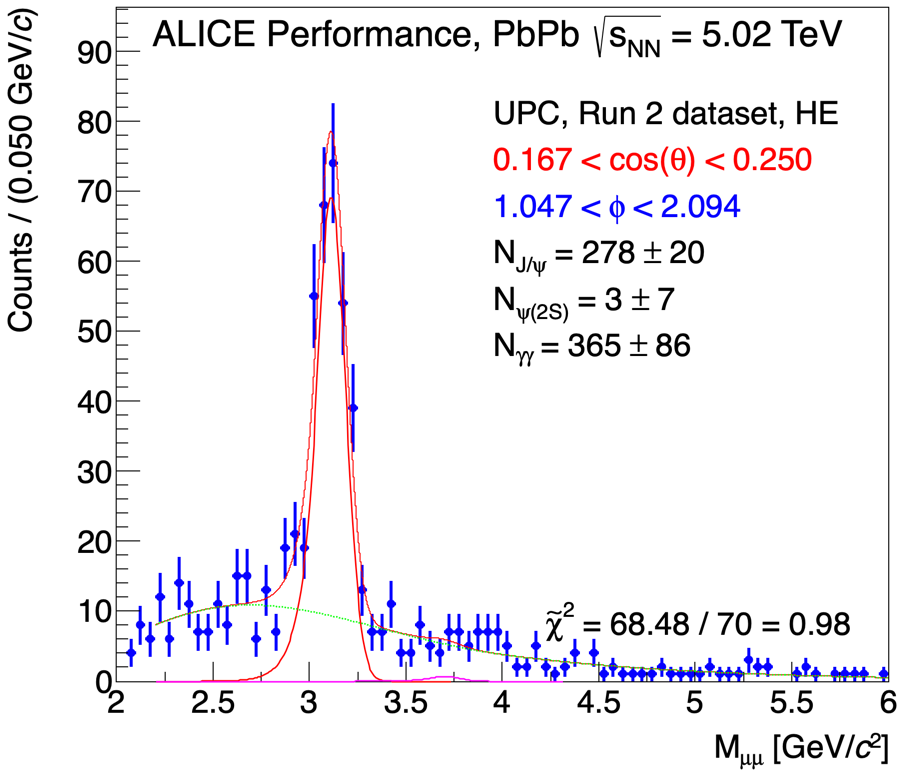 ALICE Performance, PbPb √sNN = 5.02 TeV
UPC, Run 2 dataset, HE
0.167 < cos(θ) < 0.250
1.047 < ϕ < 2.094
NJ/ψ = 278 ± 20
Nψ(2S) = 3 ± 7
Nγγ = 365 ± 86
χ̃² = 68.48 / 70 = 0.98
Counts / (0.050 GeV/c)
90
80
70
60
50
40
30
20
10
0
2 2.5 3 3.5 4 4.5 5 5.5 6
Mμμ [GeV/c²]